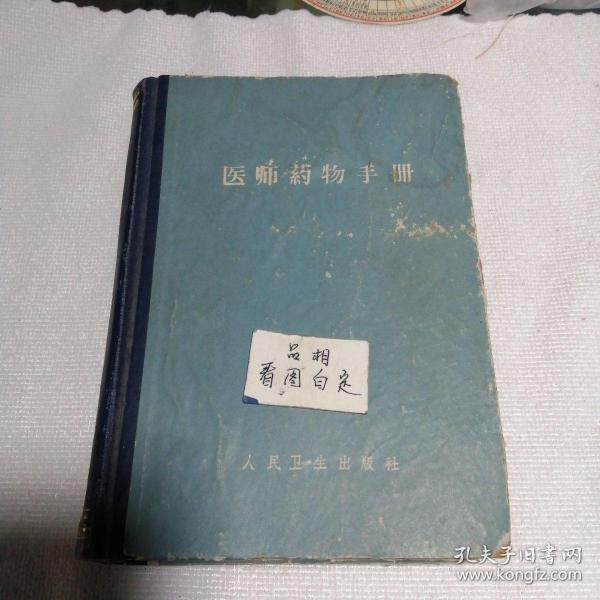 医师药物手册
品相
看图自定
人民卫生出版社
孔夫子旧书网
www.kongfz.com